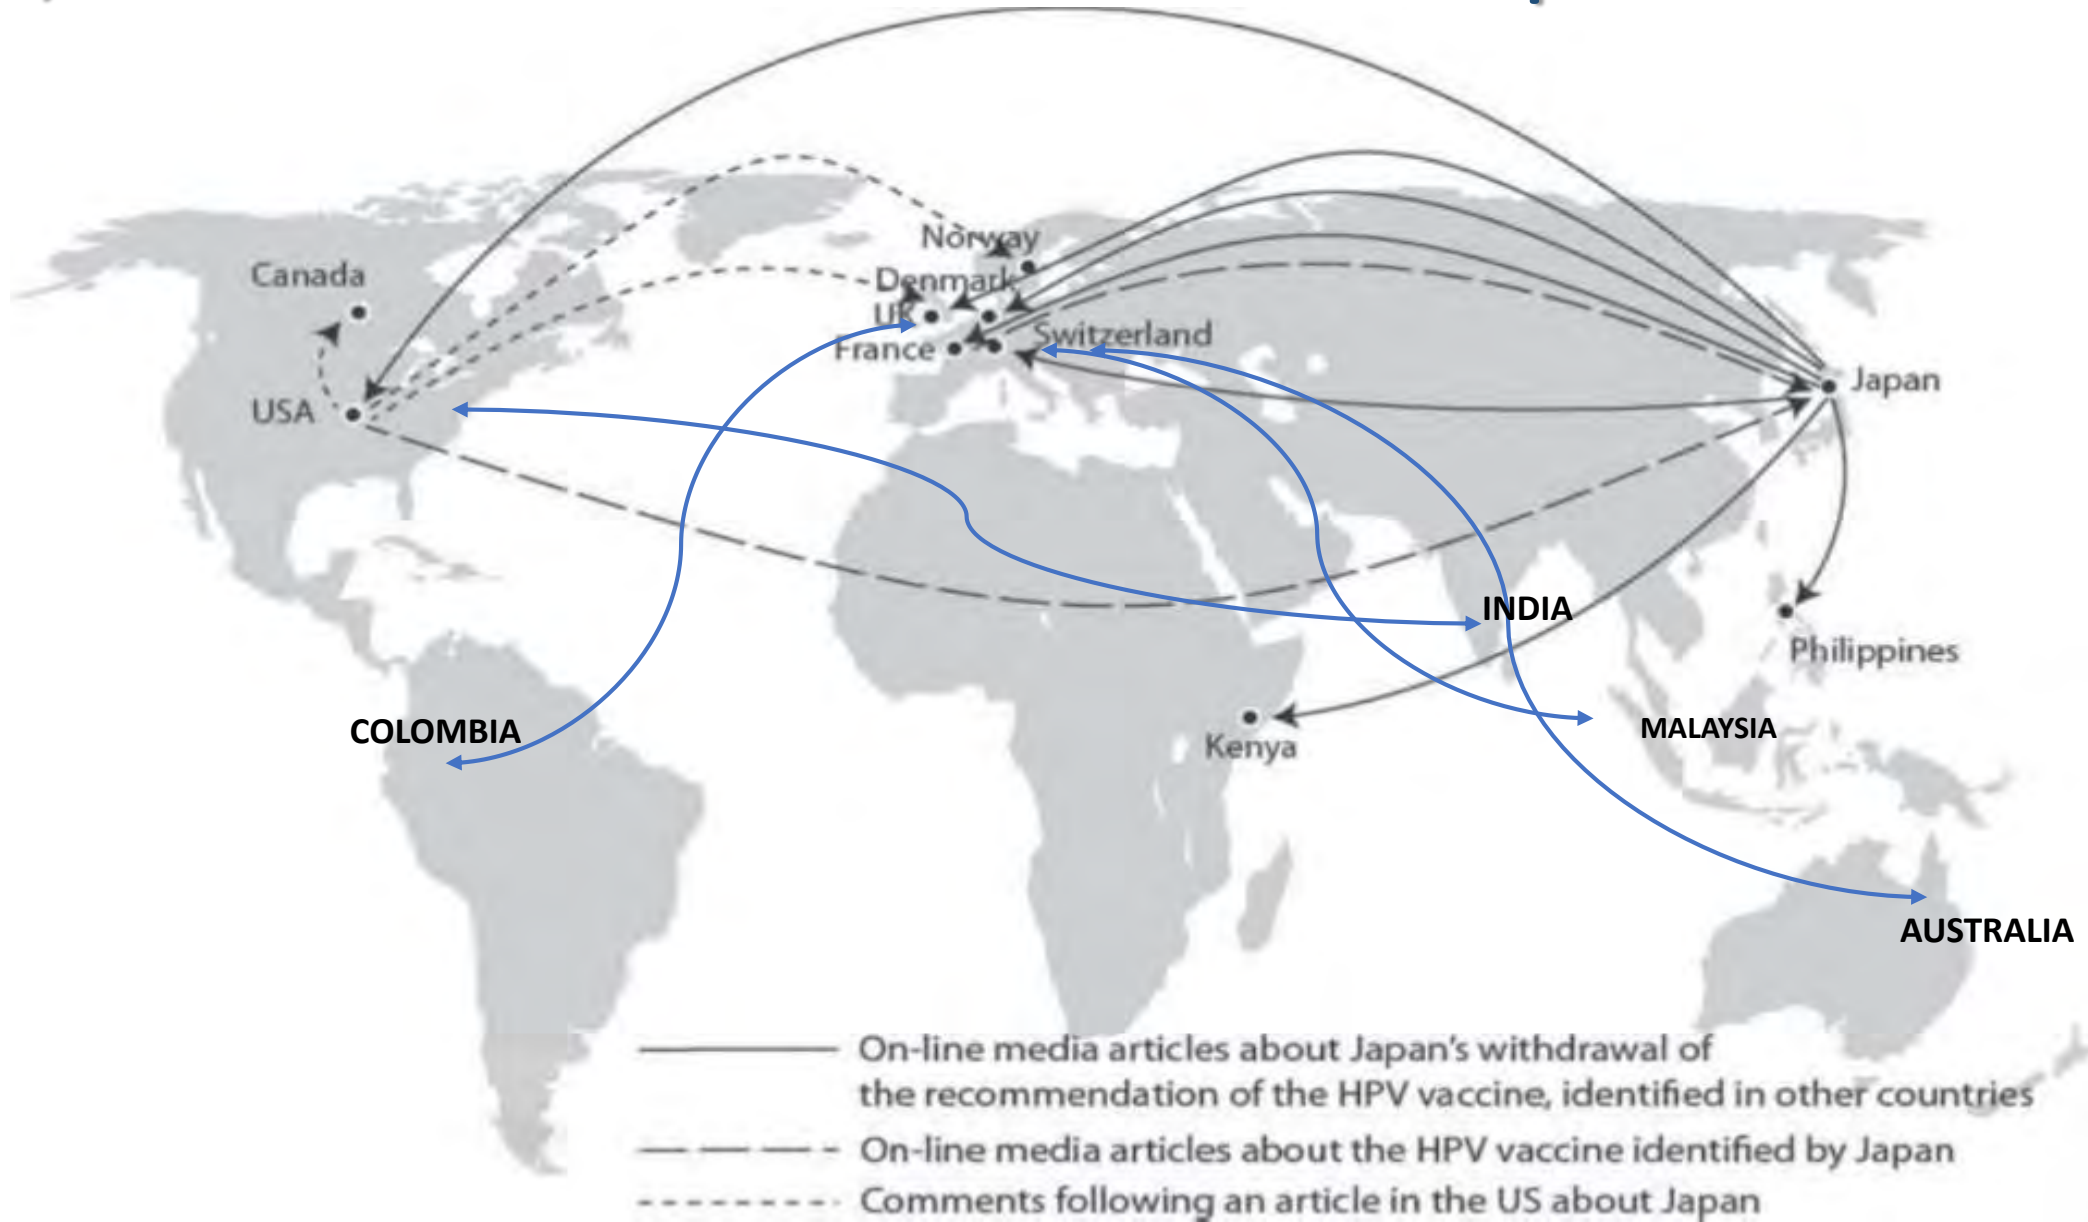 Norway
Canada
Denmark
UK
Switzerland
France
Japan
USA
INDIA
Philippines
COLOMBIA
MALAYSIA
Kenya
AUSTRALIA
On-line media articles about Japan's withdrawal of
the recommendation of the HPV vaccine, identified in other countries
On-line media articles about the HPV vaccine identified by Japan
Comments following an article in the US about Japan